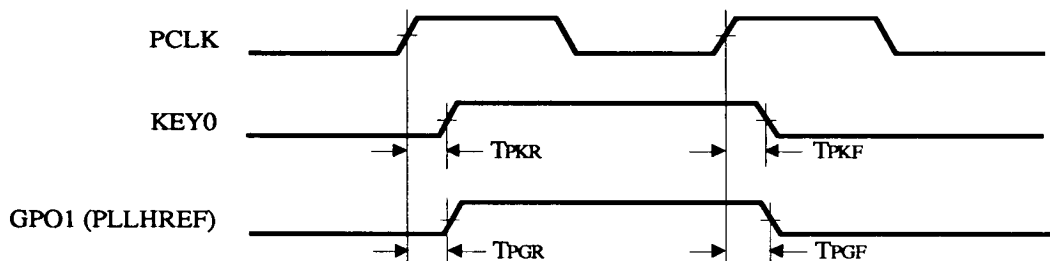 PCLK
KEY0
TPKR
TPKF
GPO1 (PLLHREF)
TPGR
TPGF